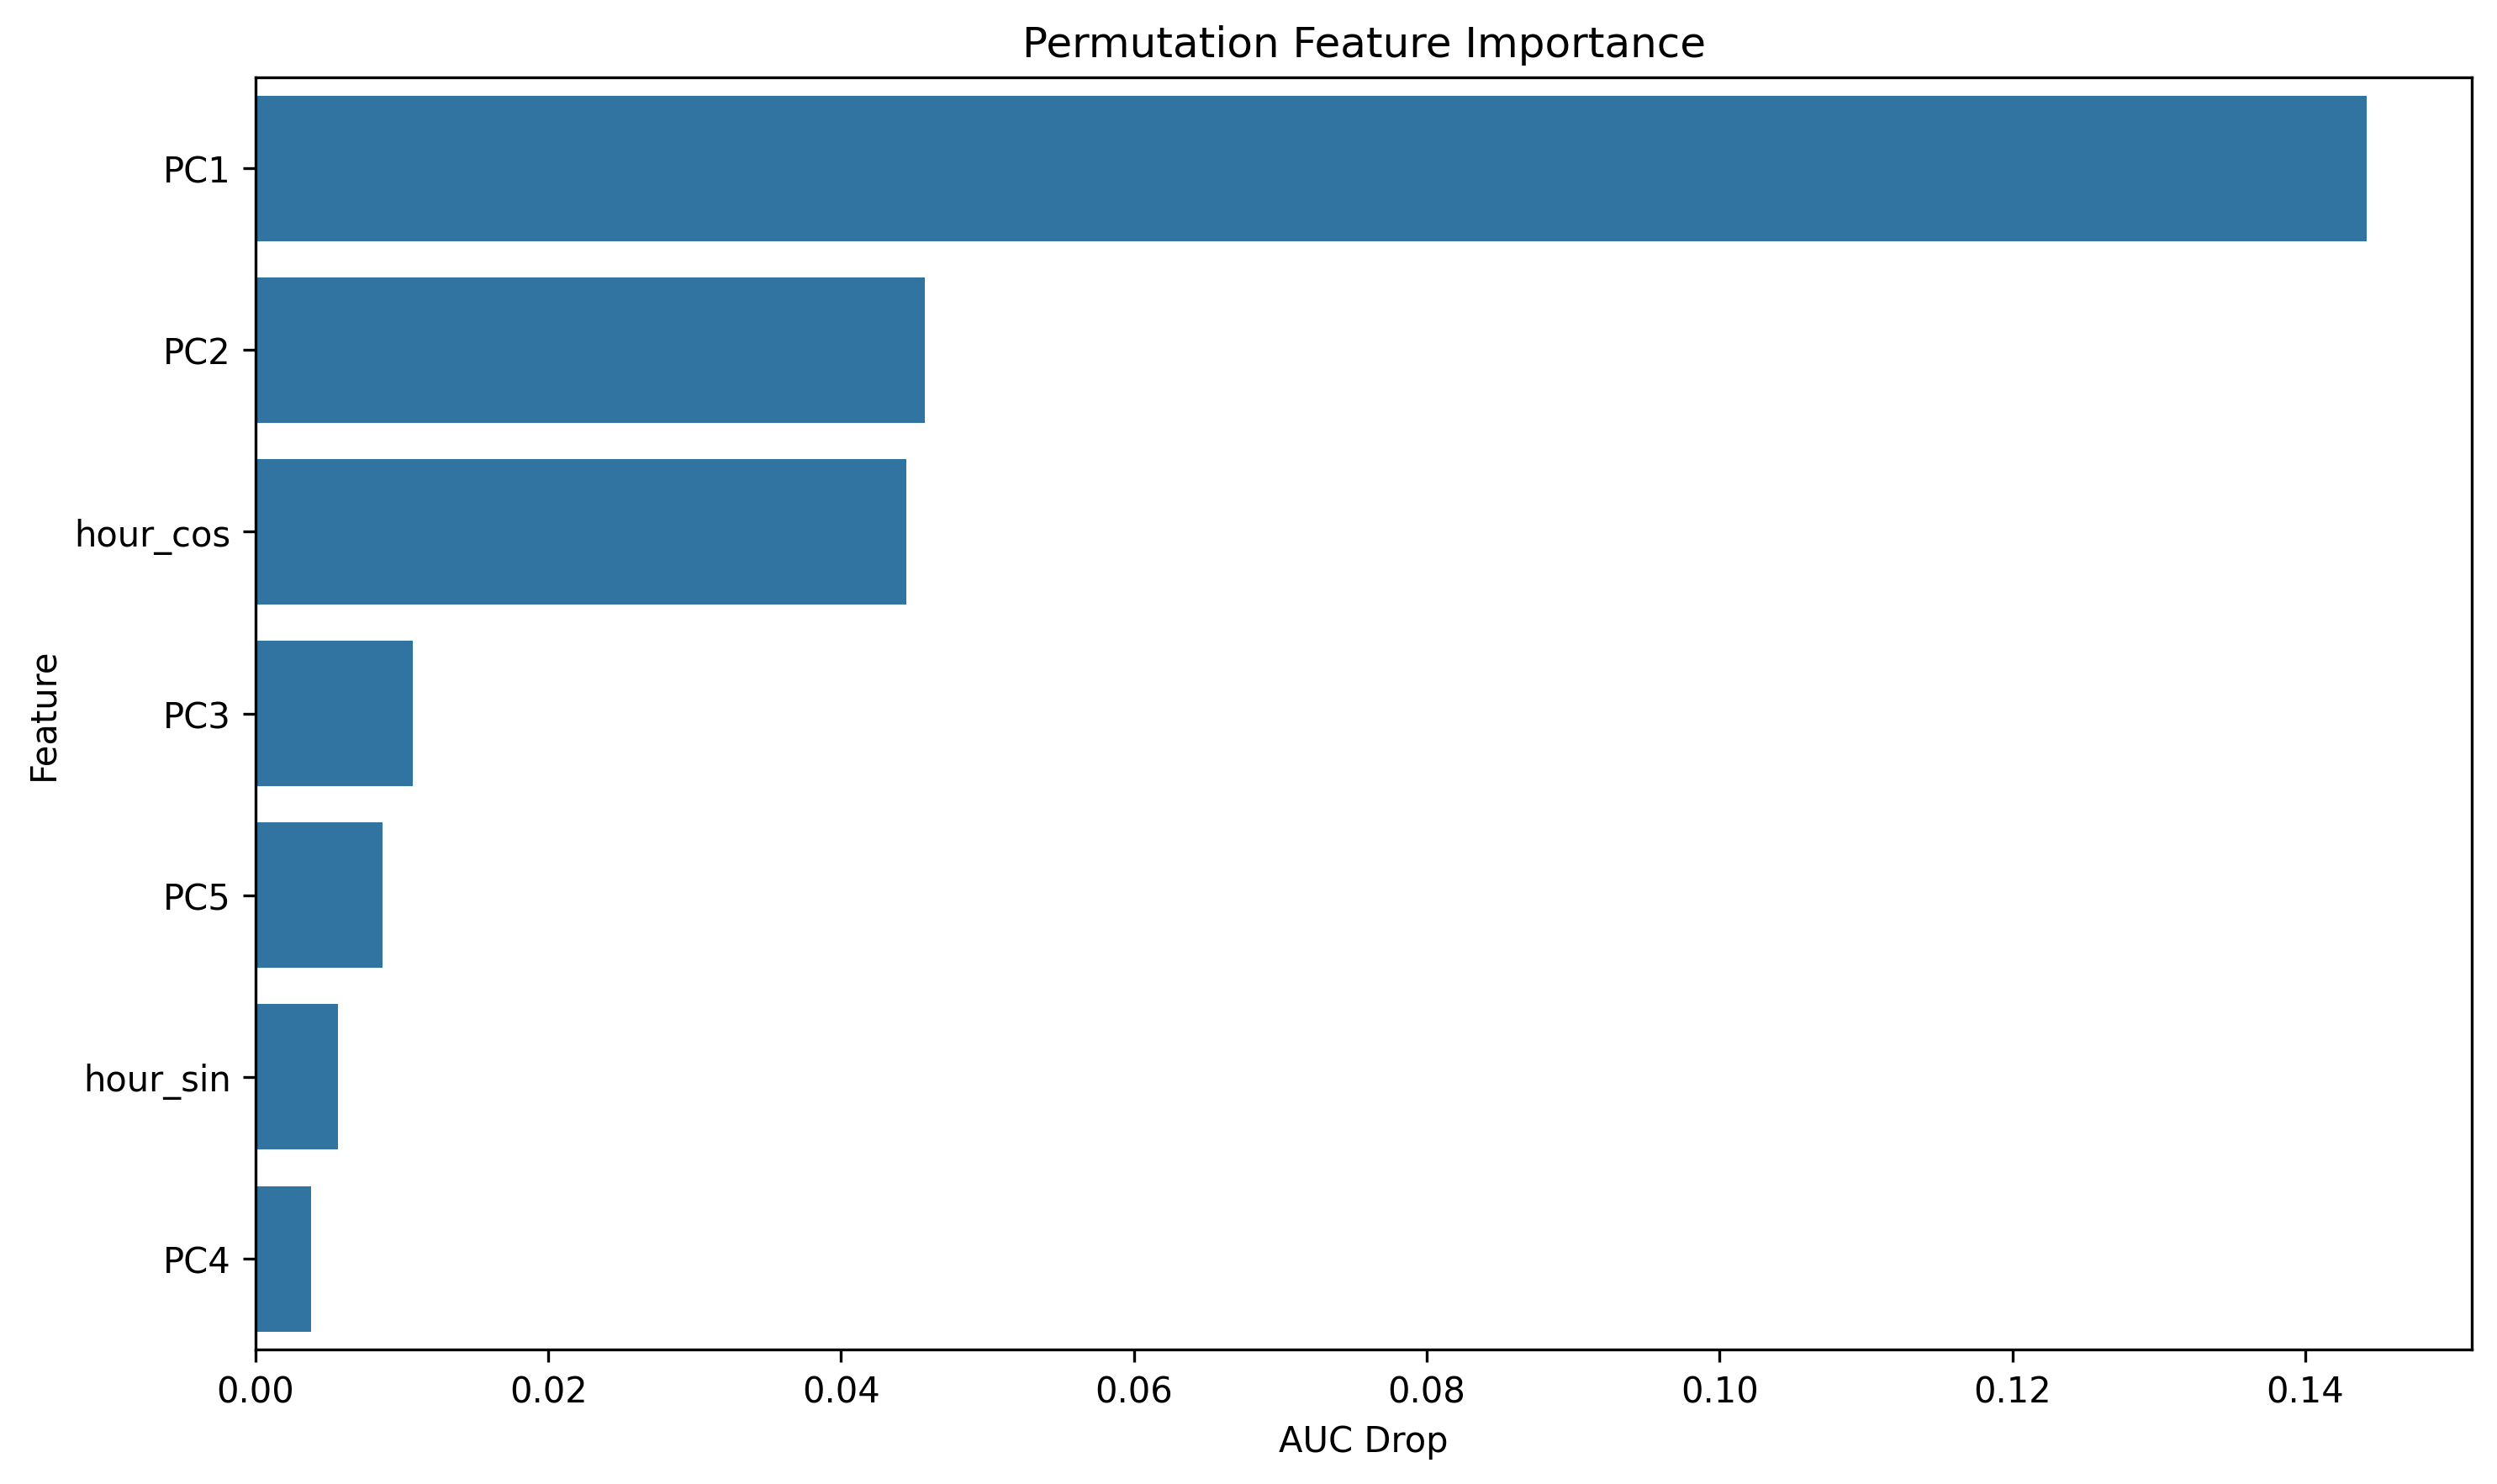 Permutation Feature Importance
Feature
PC1
PC2
hour_cos
PC3
PC5
hour_sin
PC4
0.00 0.02 0.04 0.06 0.08 0.10 0.12 0.14
AUC Drop